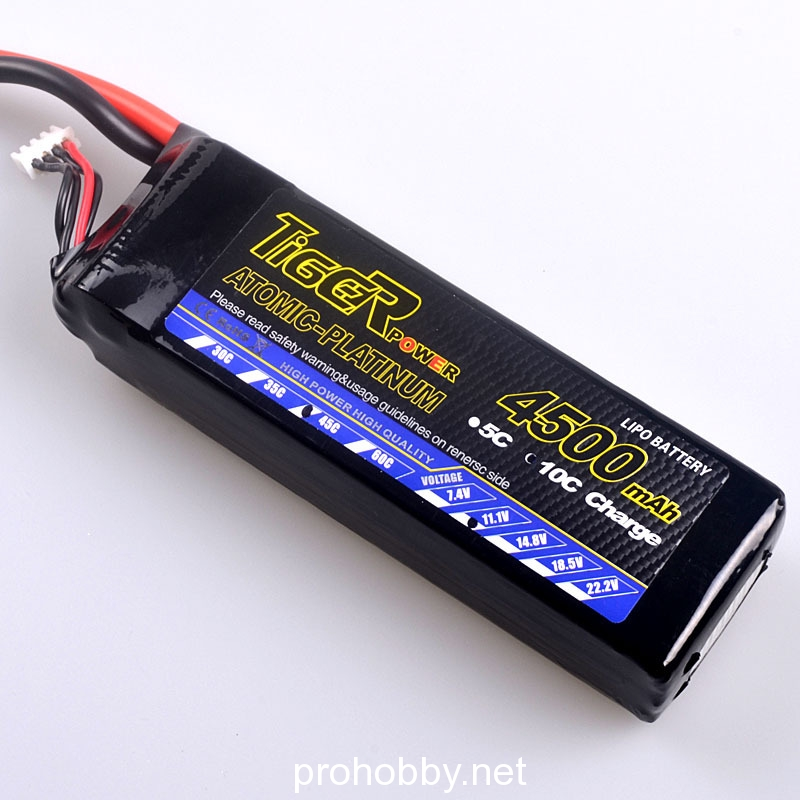 TiGER POWER
ATOMIC-PLATINUM
Please read safety warning&usage guidelines on renersc side
CE RoHS
HIGH POWER HIGH QUALITY
30C
35C
45C
60C
4500 mAh
LIPO BATTERY
5C 10C Charge
VOLTAGE
7.4V
11.1V
14.8V
18.5V
22.2V
prohobby.net